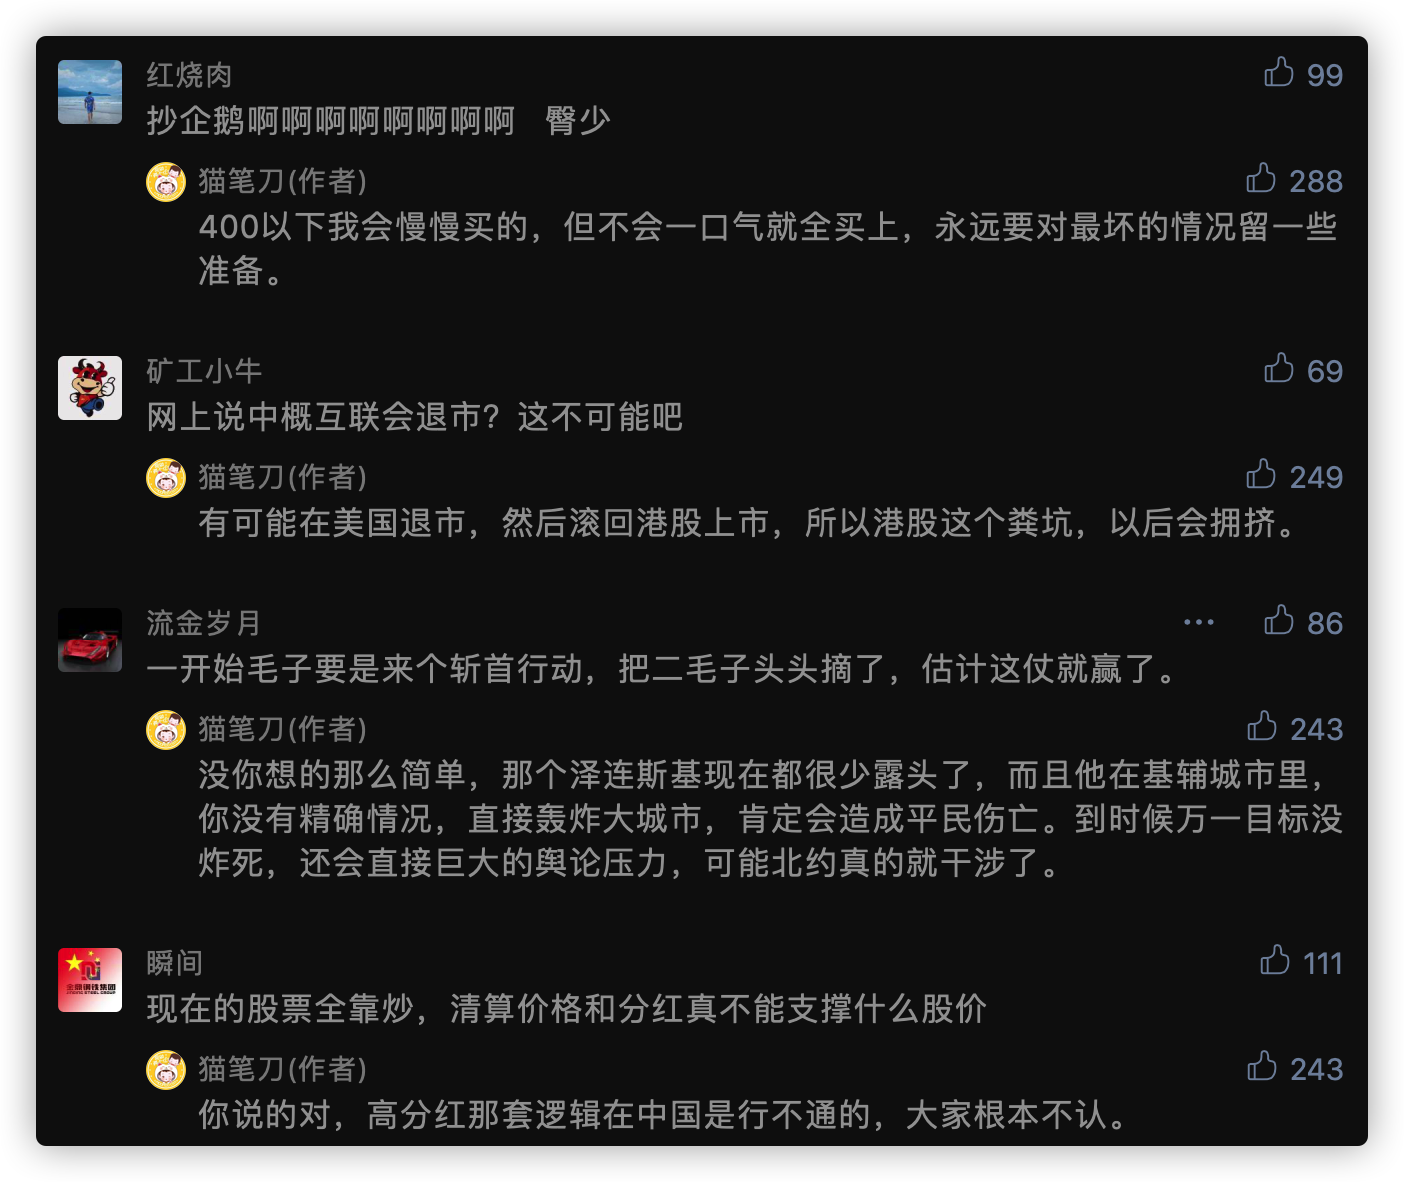 红烧肉 99
抄企鹅啊啊啊啊啊啊啊啊 臀少
猫笔刀(作者) 288
400以下我会慢慢买的，但不会一口气就全买上，永远要对最坏的情况留一些
准备。
矿工小牛 69
网上说中概互联会退市？这不可能吧
猫笔刀(作者) 249
有可能在美国退市，然后滚回港股上市，所以港股这个粪坑，以后会拥挤。
流金岁月 ··· 86
一开始毛子要是来个斩首行动，把二毛子头头摘了，估计这仗就赢了。
猫笔刀(作者) 243
没你想的那么简单，那个泽连斯基现在都很少露头了，而且他在基辅城市里，
你没有精确情况，直接轰炸大城市，肯定会造成平民伤亡。到时候万一目标没
炸死，还会直接巨大的舆论压力，可能北约真的就干涉了。
金鼎钢铁集团
瞬间 111
现在的股票全靠炒，清算价格和分红真不能支撑什么股价
猫笔刀(作者) 243
你说的对，高分红那套逻辑在中国是行不通的，大家根本不认。